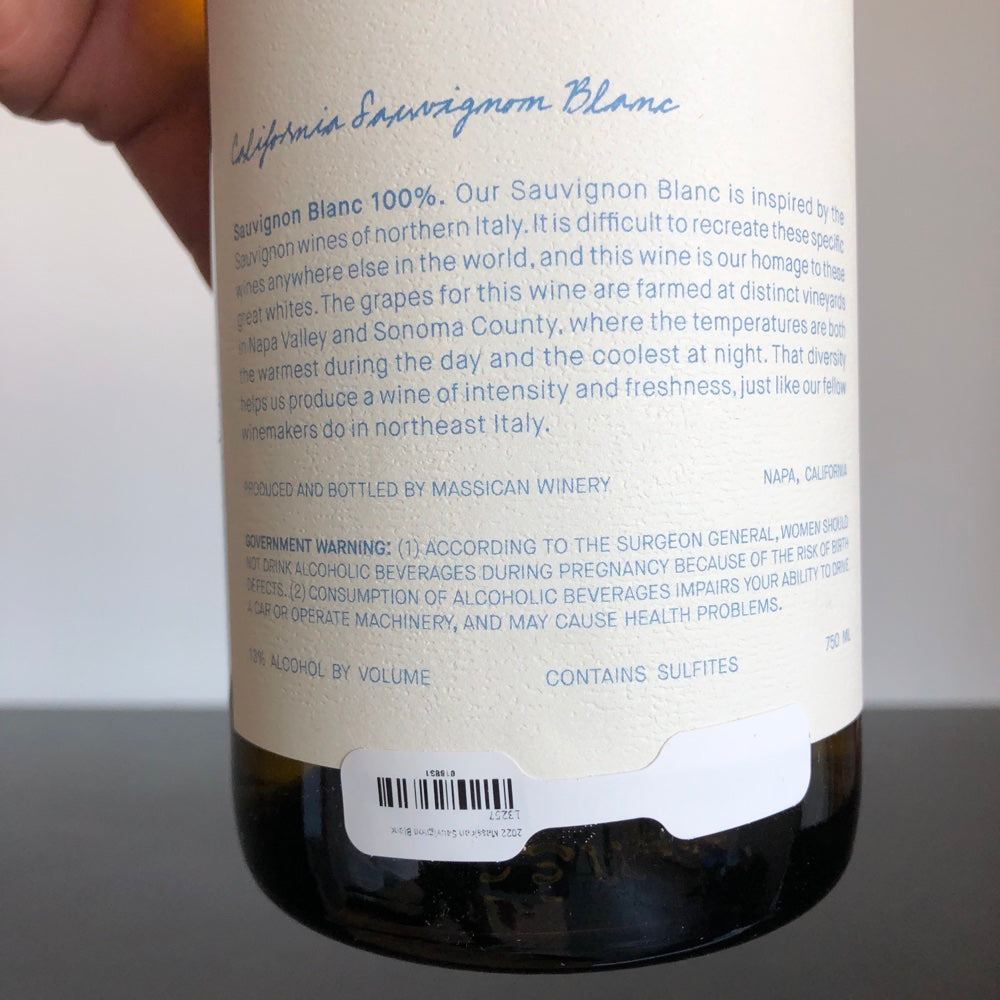 California Sauvignon Blanc
Sauvignon Blanc 100%. Our Sauvignon Blanc is inspired by the
Sauvignon wines of northern Italy. It is difficult to recreate these specific
wines anywhere else in the world, and this wine is our homage to these
great whites. The grapes for this wine are farmed at distinct vineyards
in Napa Valley and Sonoma County, where the temperatures are both
the warmest during the day and the coolest at night. That diversity
helps us produce a wine of intensity and freshness, just like our fellow
winemakers do in northeast Italy.
PRODUCED AND BOTTLED BY MASSICAN WINERY NAPA, CALIFORNIA
GOVERNMENT WARNING: (1) ACCORDING TO THE SURGEON GENERAL, WOMEN SHOULD
NOT DRINK ALCOHOLIC BEVERAGES DURING PREGNANCY BECAUSE OF THE RISK OF BIRTH
DEFECTS. (2) CONSUMPTION OF ALCOHOLIC BEVERAGES IMPAIRS YOUR ABILITY TO DRIVE
A CAR OR OPERATE MACHINERY, AND MAY CAUSE HEALTH PROBLEMS.
13% ALCOHOL BY VOLUME CONTAINS SULFITES 750 ML
2022 Massican Sauvignon Blanc
L3257